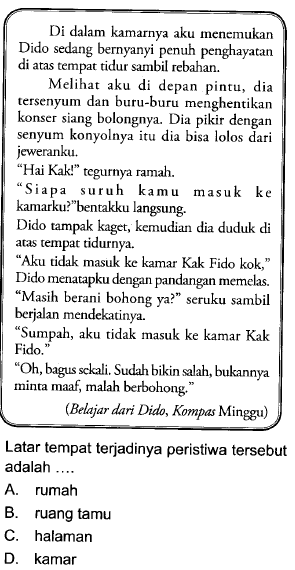 Di dalam kamarnya aku menemukan
Dido sedang bernyanyi penuh penghayatan
di atas tempat tidur sambil rebahan.
Melihat aku di depan pintu, dia
tersenyum dan buru-buru menghentikan
konser siang bolongnya. Dia pikir dengan
senyum konyolnya itu dia bisa lolos dari
jeweranku.
“Hai Kak!” tegurnya ramah.
“Siapa suruh kamu masuk ke
kamarku?”bentakku langsung.
Dido tampak kaget, kemudian dia duduk di
atas tempat tidurnya.
“Aku tidak masuk ke kamar Kak Fido kok,”
Dido menatapku dengan pandangan memelas.
“Masih berani bohong ya?” seruku sambil
berjalan mendekatinya.
“Sumpah, aku tidak masuk ke kamar Kak
Fido.”
“Oh, bagus sekali. Sudah bikin salah, bukannya
minta maaf, malah berbohong.”
(Belajar dari Dido, Kompas Minggu)
Latar tempat terjadinya peristiwa tersebut
adalah ....
A. rumah
B. ruang tamu
C. halaman
D. kamar